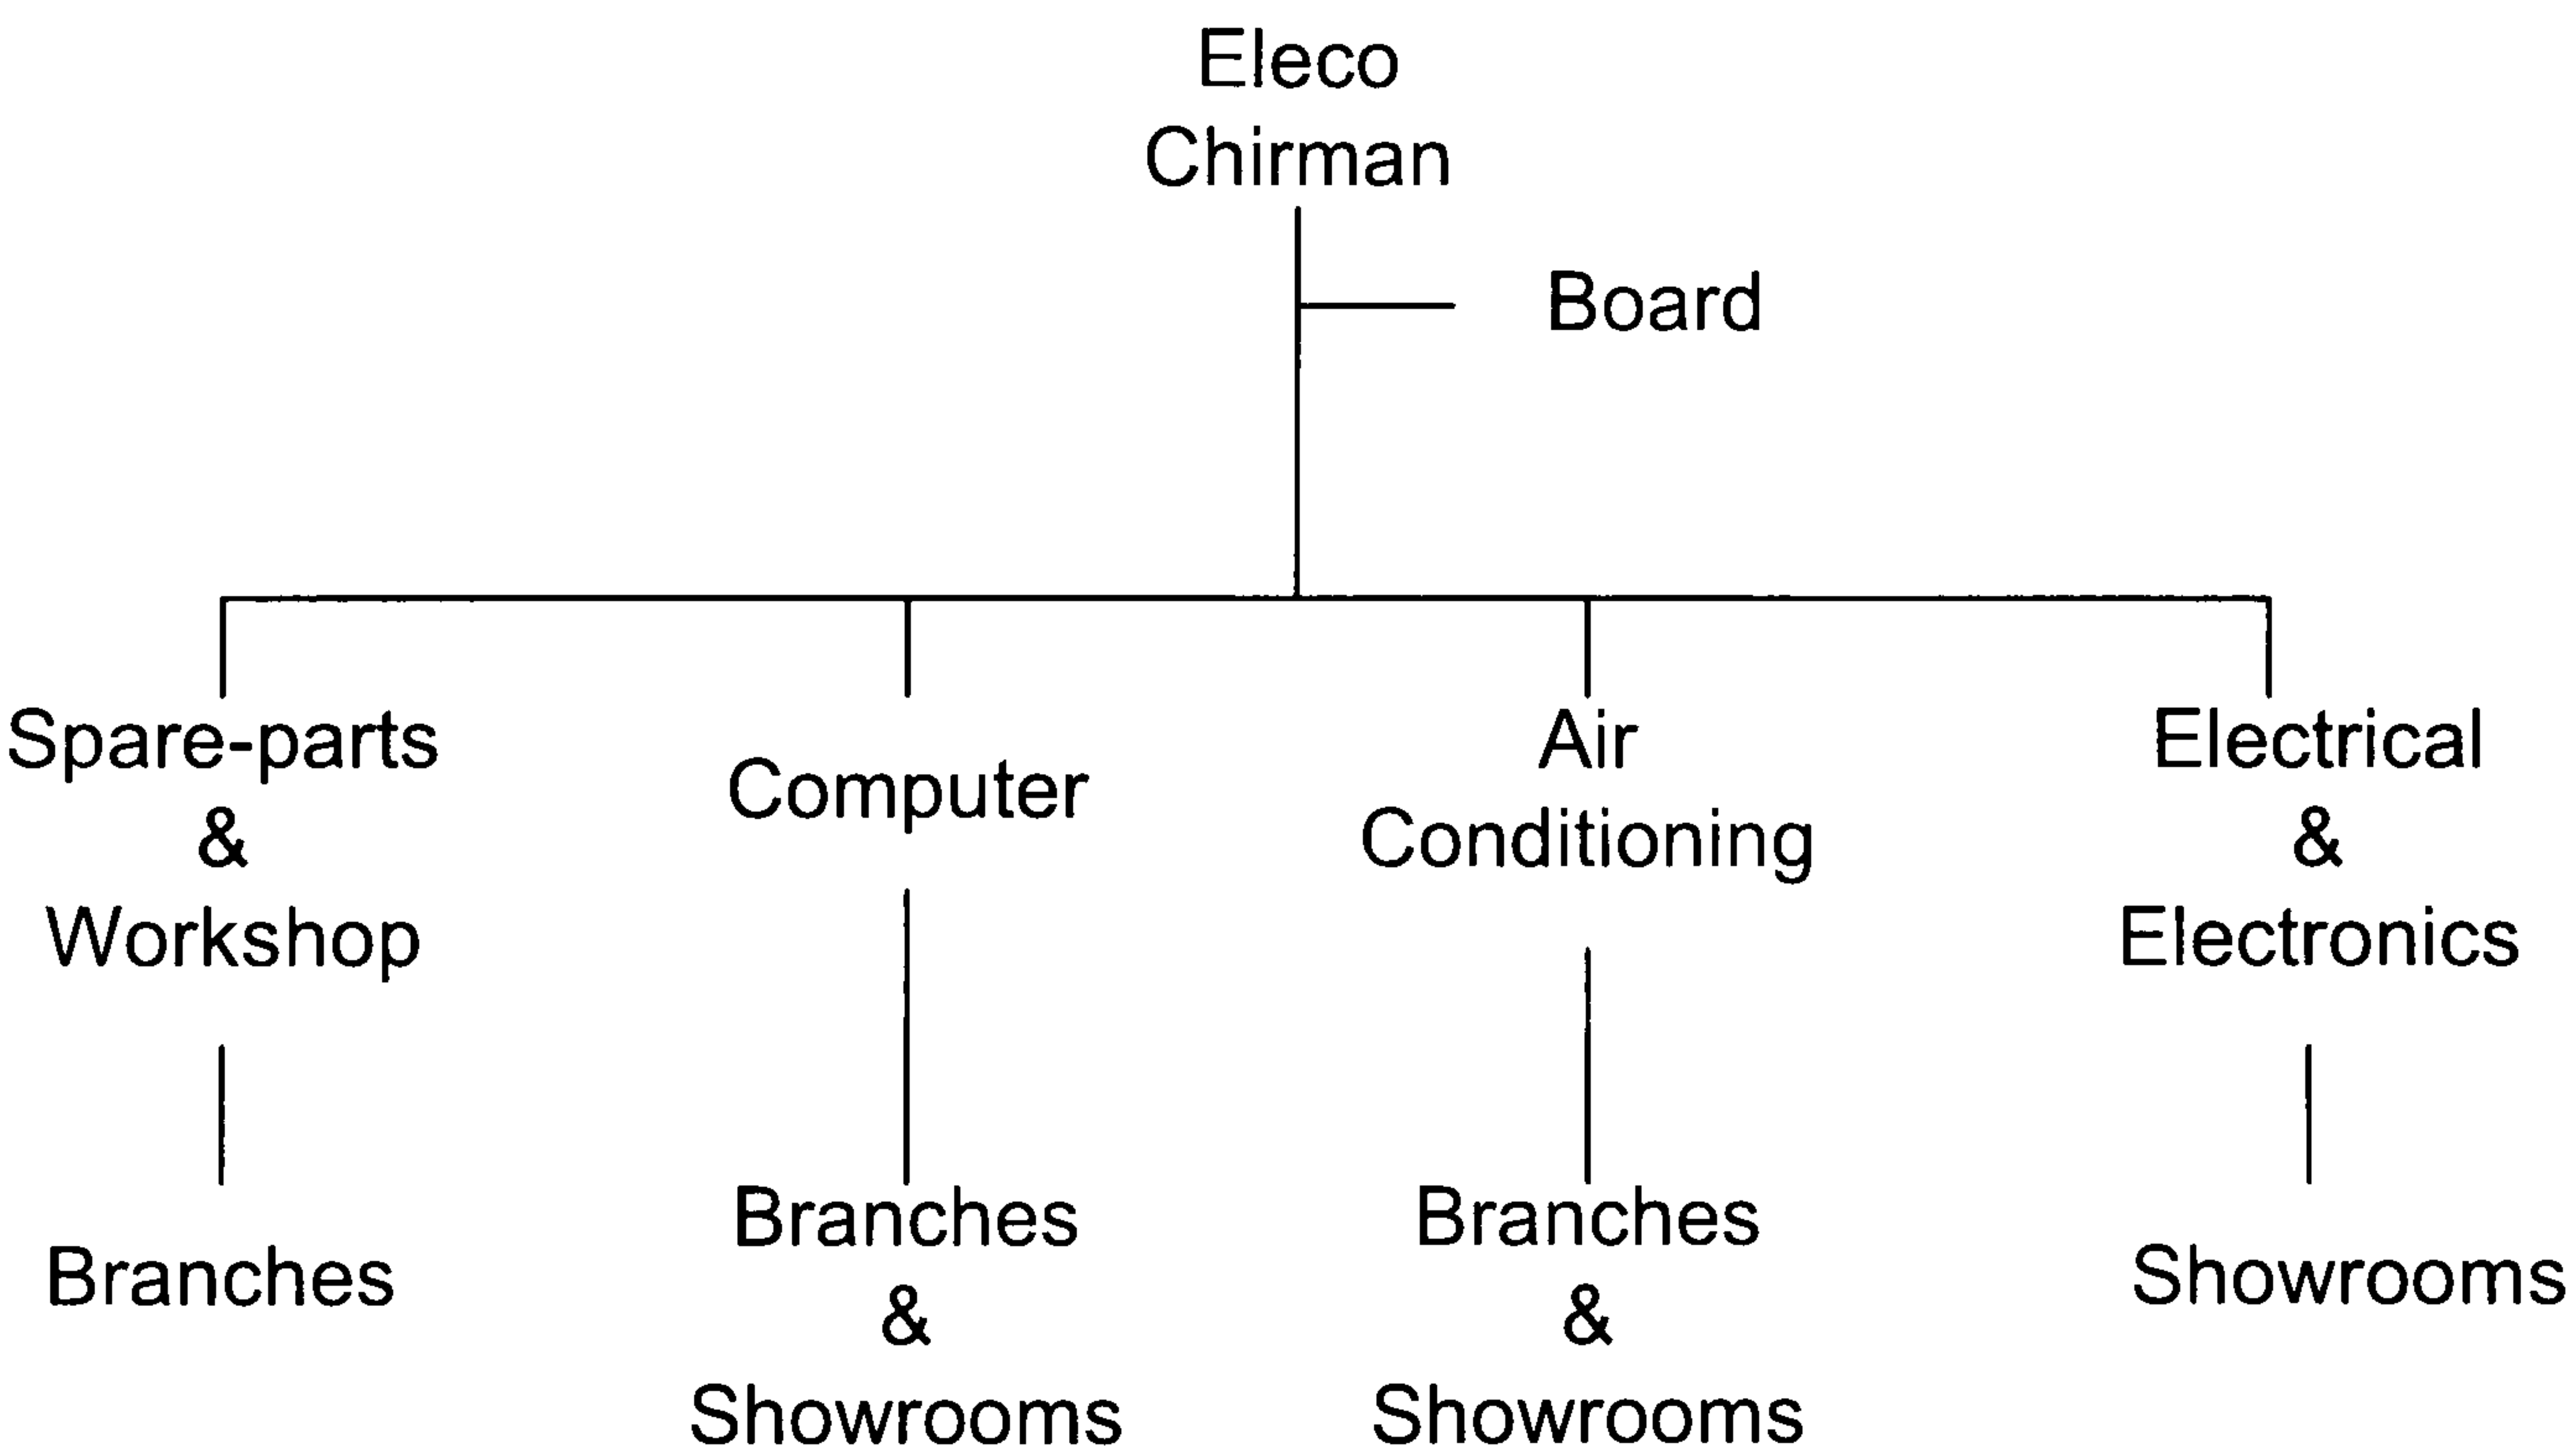 Eleco
Chirman
Board
Spare-parts
&
Workshop
Computer
Air
Conditioning
Electrical
&
Electronics
Branches
Branches
&
Showrooms
Branches
&
Showrooms
Showrooms